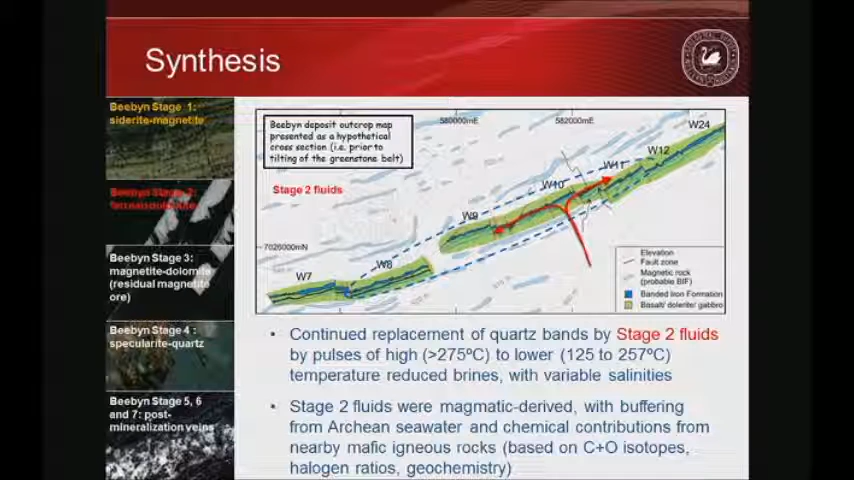 Synthesis
Beebyn Stage 1:
siderite-magnetite
Beebyn Stage 2:
Beebyn Stage 3:
magnetite-dolomite
(residual magnetite
ore)
Beebyn Stage 4 :
specularite-quartz
Beebyn Stage 5, 6
and 7: post-
mineralization veins
Beebyn deposit outcrop map
presented as a hypothetical
cross section (i.e. prior to
tilting of the greenstone belt)
580000mE
582000mE
W24
W12
W11
W10
Stage 2 fluids
W9
7026000mN
W8
W7
Elevation
Fault zone
Magnetic rock
(probable BIF)
Banded Iron Formation
Basalt/ dolerite/ gabbro
• Continued replacement of quartz bands by Stage 2 fluids
by pulses of high (>275ºC) to lower (125 to 257ºC)
temperature reduced brines, with variable salinities
• Stage 2 fluids were magmatic-derived, with buffering
from Archean seawater and chemical contributions from
nearby mafic igneous rocks (based on C+O isotopes,
halogen ratios, geochemistry)